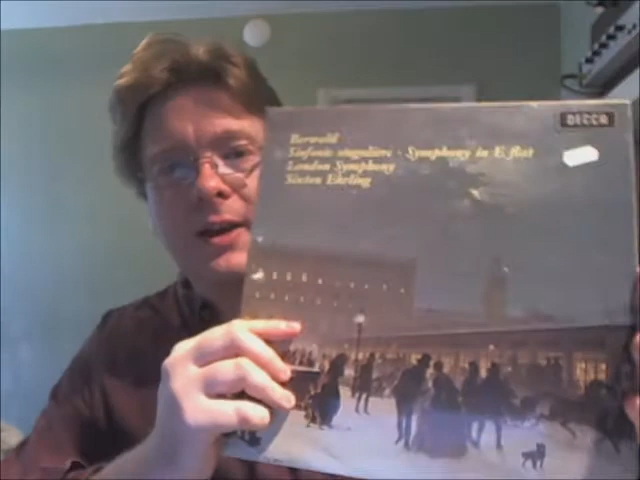 DECCA
Berwald
Sinfonie singulière · Symphony in E flat
London Symphony
Sixten Ehrling